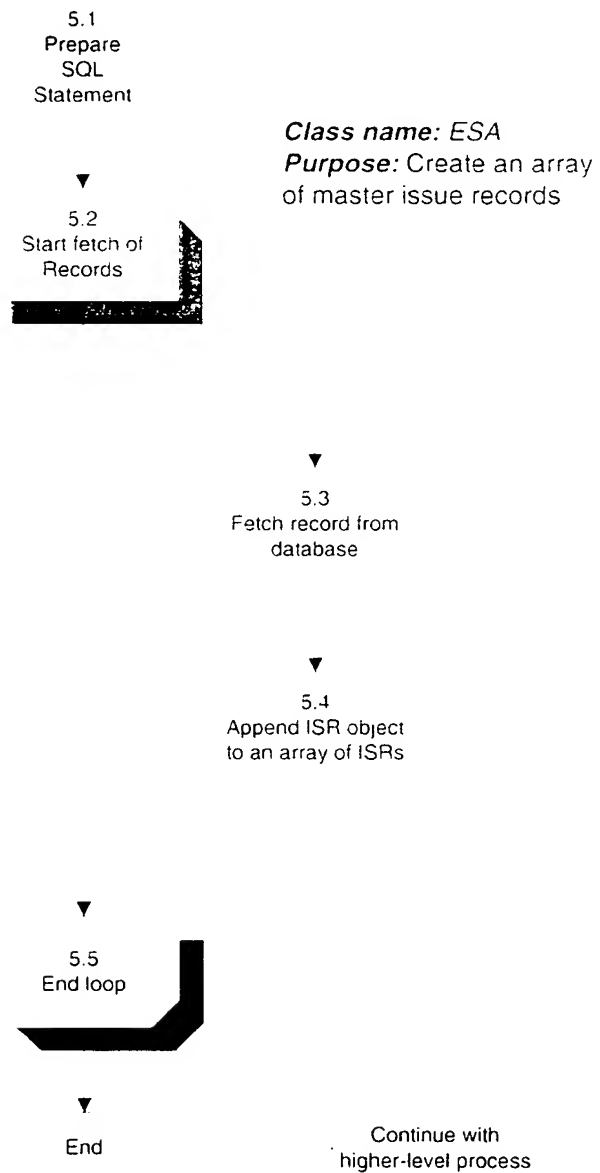 5.1
Prepare
SQL
Statement
Class name: ESA
Purpose: Create an array
of master issue records
5.2
Start fetch of
Records
5.3
Fetch record from
database
5.4
Append ISR object
to an array of ISRs
5.5
End loop
End
Continue with
higher-level process